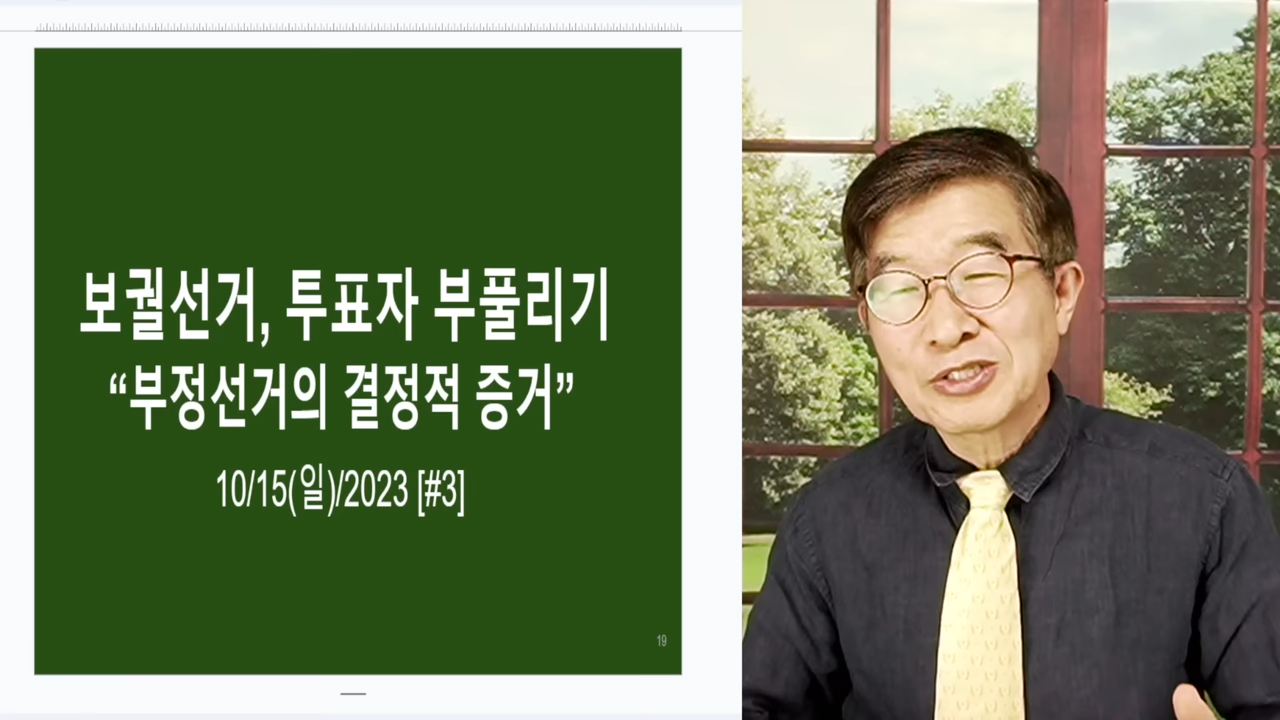 보궐선거, 투표자 부풀리기
“부정선거의 결정적 증거”
10/15(일)/2023 [#3]
19